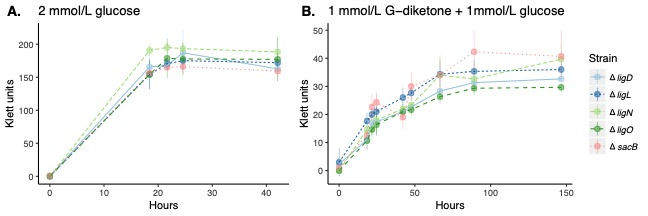 A. 2 mmol/L glucose
Klett units
200
150
100
50
0
0 10 20 30 40
Hours
B. 1 mmol/L G−diketone + 1mmol/L glucose
Klett units
50
40
30
20
10
0
0 50 100 150
Hours
Strain
Δ ligD
Δ ligL
Δ ligN
Δ ligO
Δ sacB